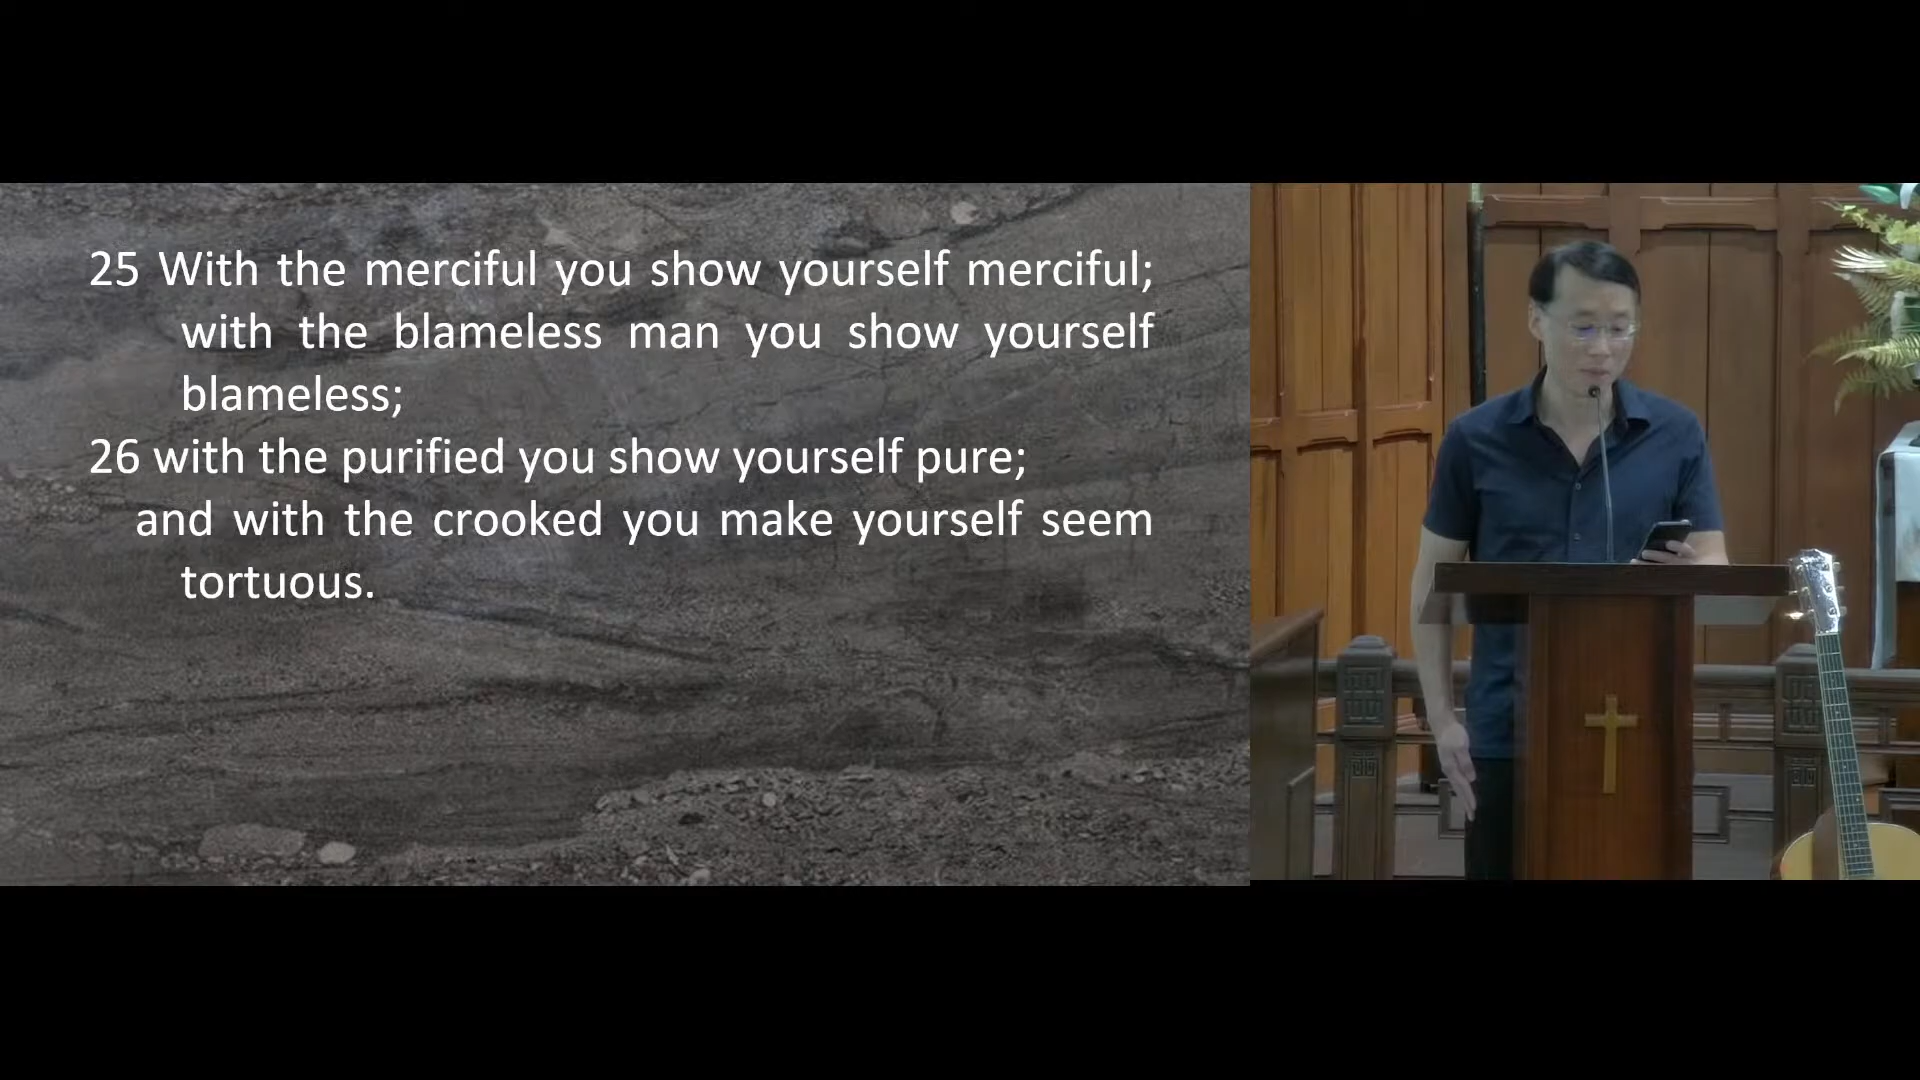 25 With the merciful you show yourself merciful;
with the blameless man you show yourself
blameless;
26 with the purified you show yourself pure;
and with the crooked you make yourself seem
tortuous.